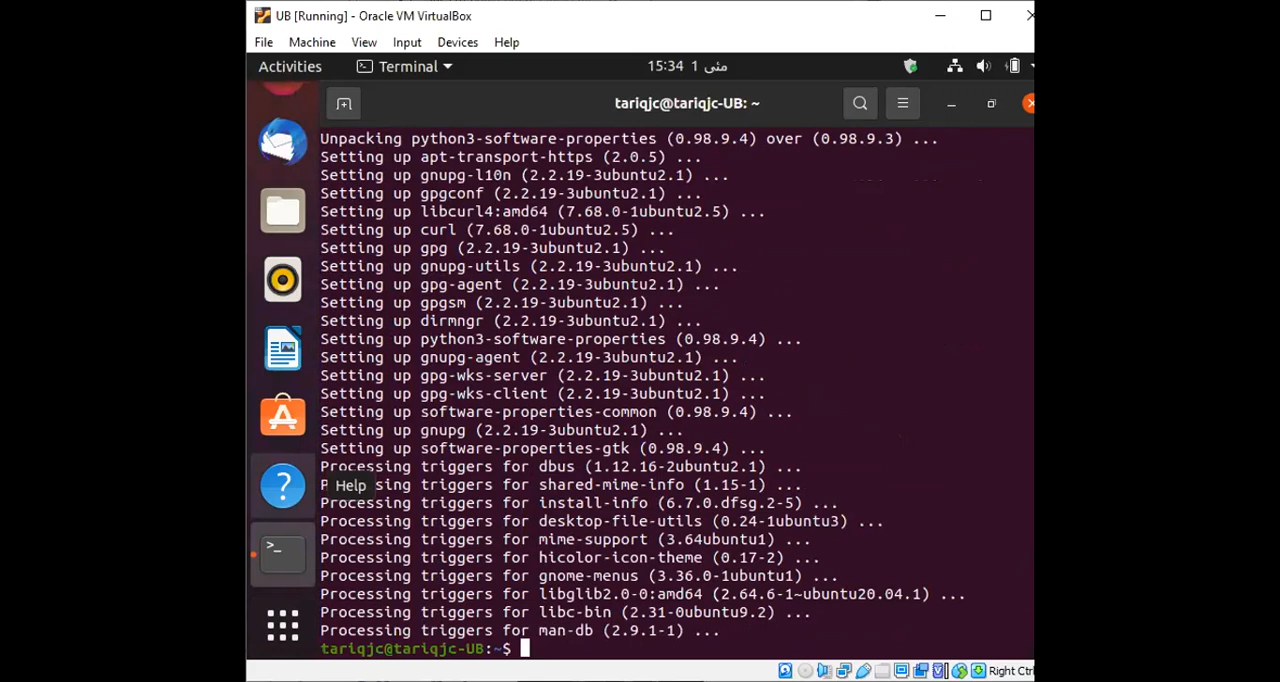 UB [Running] - Oracle VM VirtualBox
File Machine View Input Devices Help
Activities Terminal 15:34 1 مئی
tariqjc@tariqjc-UB: ~
Unpacking python3-software-properties (0.98.9.4) over (0.98.9.3) ...
Setting up apt-transport-https (2.0.5) ...
Setting up gnupg-l10n (2.2.19-3ubuntu2.1) ...
Setting up gpgconf (2.2.19-3ubuntu2.1) ...
Setting up libcurl4:amd64 (7.68.0-1ubuntu2.5) ...
Setting up curl (7.68.0-1ubuntu2.5) ...
Setting up gpg (2.2.19-3ubuntu2.1) ...
Setting up gnupg-utils (2.2.19-3ubuntu2.1) ...
Setting up gpg-agent (2.2.19-3ubuntu2.1) ...
Setting up gpgsm (2.2.19-3ubuntu2.1) ...
Setting up dirmngr (2.2.19-3ubuntu2.1) ...
Setting up python3-software-properties (0.98.9.4) ...
Setting up gnupg-agent (2.2.19-3ubuntu2.1) ...
Setting up gpg-wks-server (2.2.19-3ubuntu2.1) ...
Setting up gpg-wks-client (2.2.19-3ubuntu2.1) ...
Setting up software-properties-common (0.98.9.4) ...
Setting up gnupg (2.2.19-3ubuntu2.1) ...
Setting up software-properties-gtk (0.98.9.4) ...
Processing triggers for dbus (1.12.16-2ubuntu2.1) ...
Help
Processing triggers for shared-mime-info (1.15-1) ...
Processing triggers for install-info (6.7.0.dfsg.2-5) ...
Processing triggers for desktop-file-utils (0.24-1ubuntu3) ...
Processing triggers for mime-support (3.64ubuntu1) ...
Processing triggers for hicolor-icon-theme (0.17-2) ...
Processing triggers for gnome-menus (3.36.0-1ubuntu1) ...
Processing triggers for libglib2.0-0:amd64 (2.64.6-1~ubuntu20.04.1) ...
Processing triggers for libc-bin (2.31-0ubuntu9.2) ...
Processing triggers for man-db (2.9.1-1) ...
tariqjc@tariqjc-UB:~$
Right Ctrl